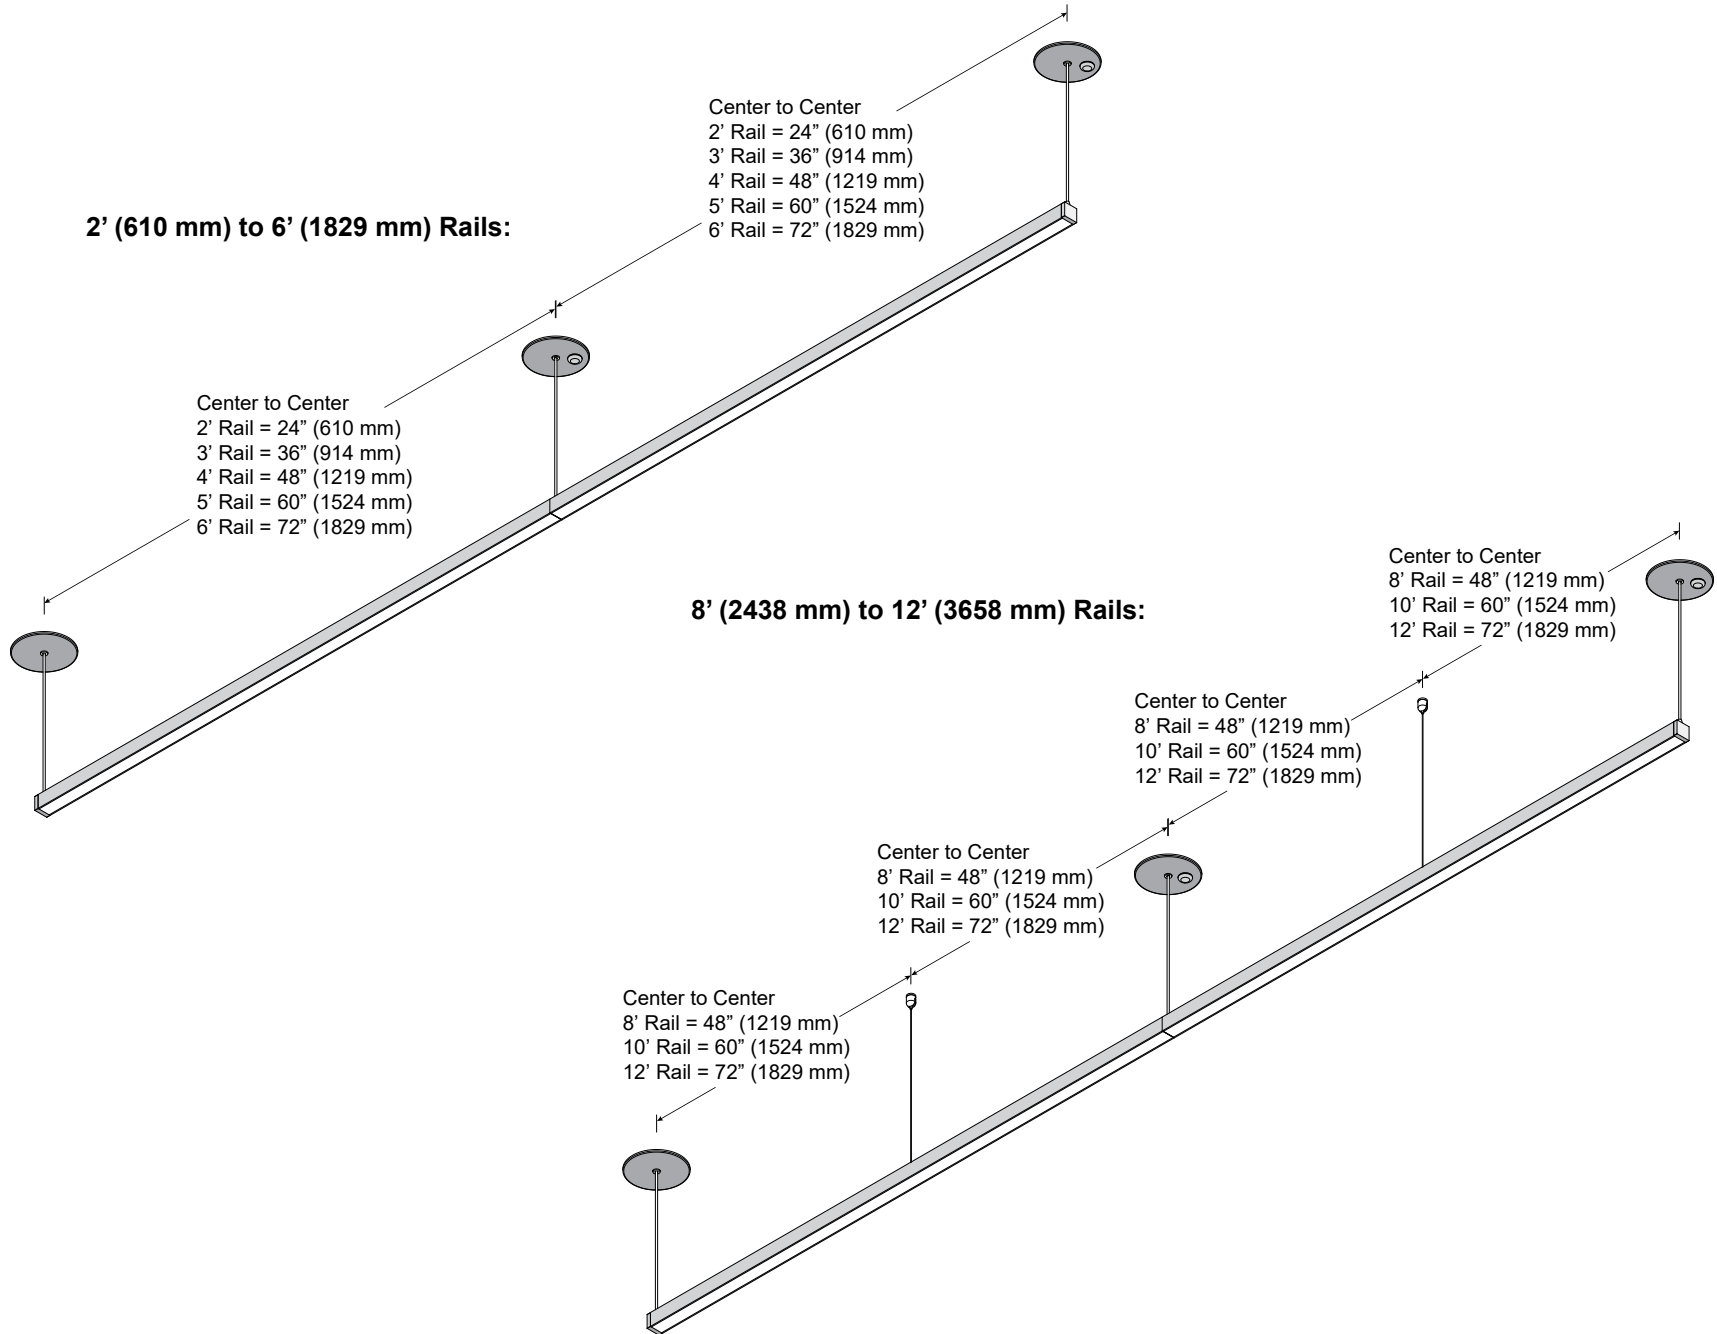 Center to Center
2’ Rail = 24” (610 mm)
3’ Rail = 36” (914 mm)
4’ Rail = 48” (1219 mm)
5’ Rail = 60” (1524 mm)
6’ Rail = 72” (1829 mm)
2’ (610 mm) to 6’ (1829 mm) Rails:
Center to Center
2’ Rail = 24” (610 mm)
3’ Rail = 36” (914 mm)
4’ Rail = 48” (1219 mm)
5’ Rail = 60” (1524 mm)
6’ Rail = 72” (1829 mm)
8’ (2438 mm) to 12’ (3658 mm) Rails:
Center to Center
8’ Rail = 48” (1219 mm)
10’ Rail = 60” (1524 mm)
12’ Rail = 72” (1829 mm)
Center to Center
8’ Rail = 48” (1219 mm)
10’ Rail = 60” (1524 mm)
12’ Rail = 72” (1829 mm)
Center to Center
8’ Rail = 48” (1219 mm)
10’ Rail = 60” (1524 mm)
12’ Rail = 72” (1829 mm)
Center to Center
8’ Rail = 48” (1219 mm)
10’ Rail = 60” (1524 mm)
12’ Rail = 72” (1829 mm)